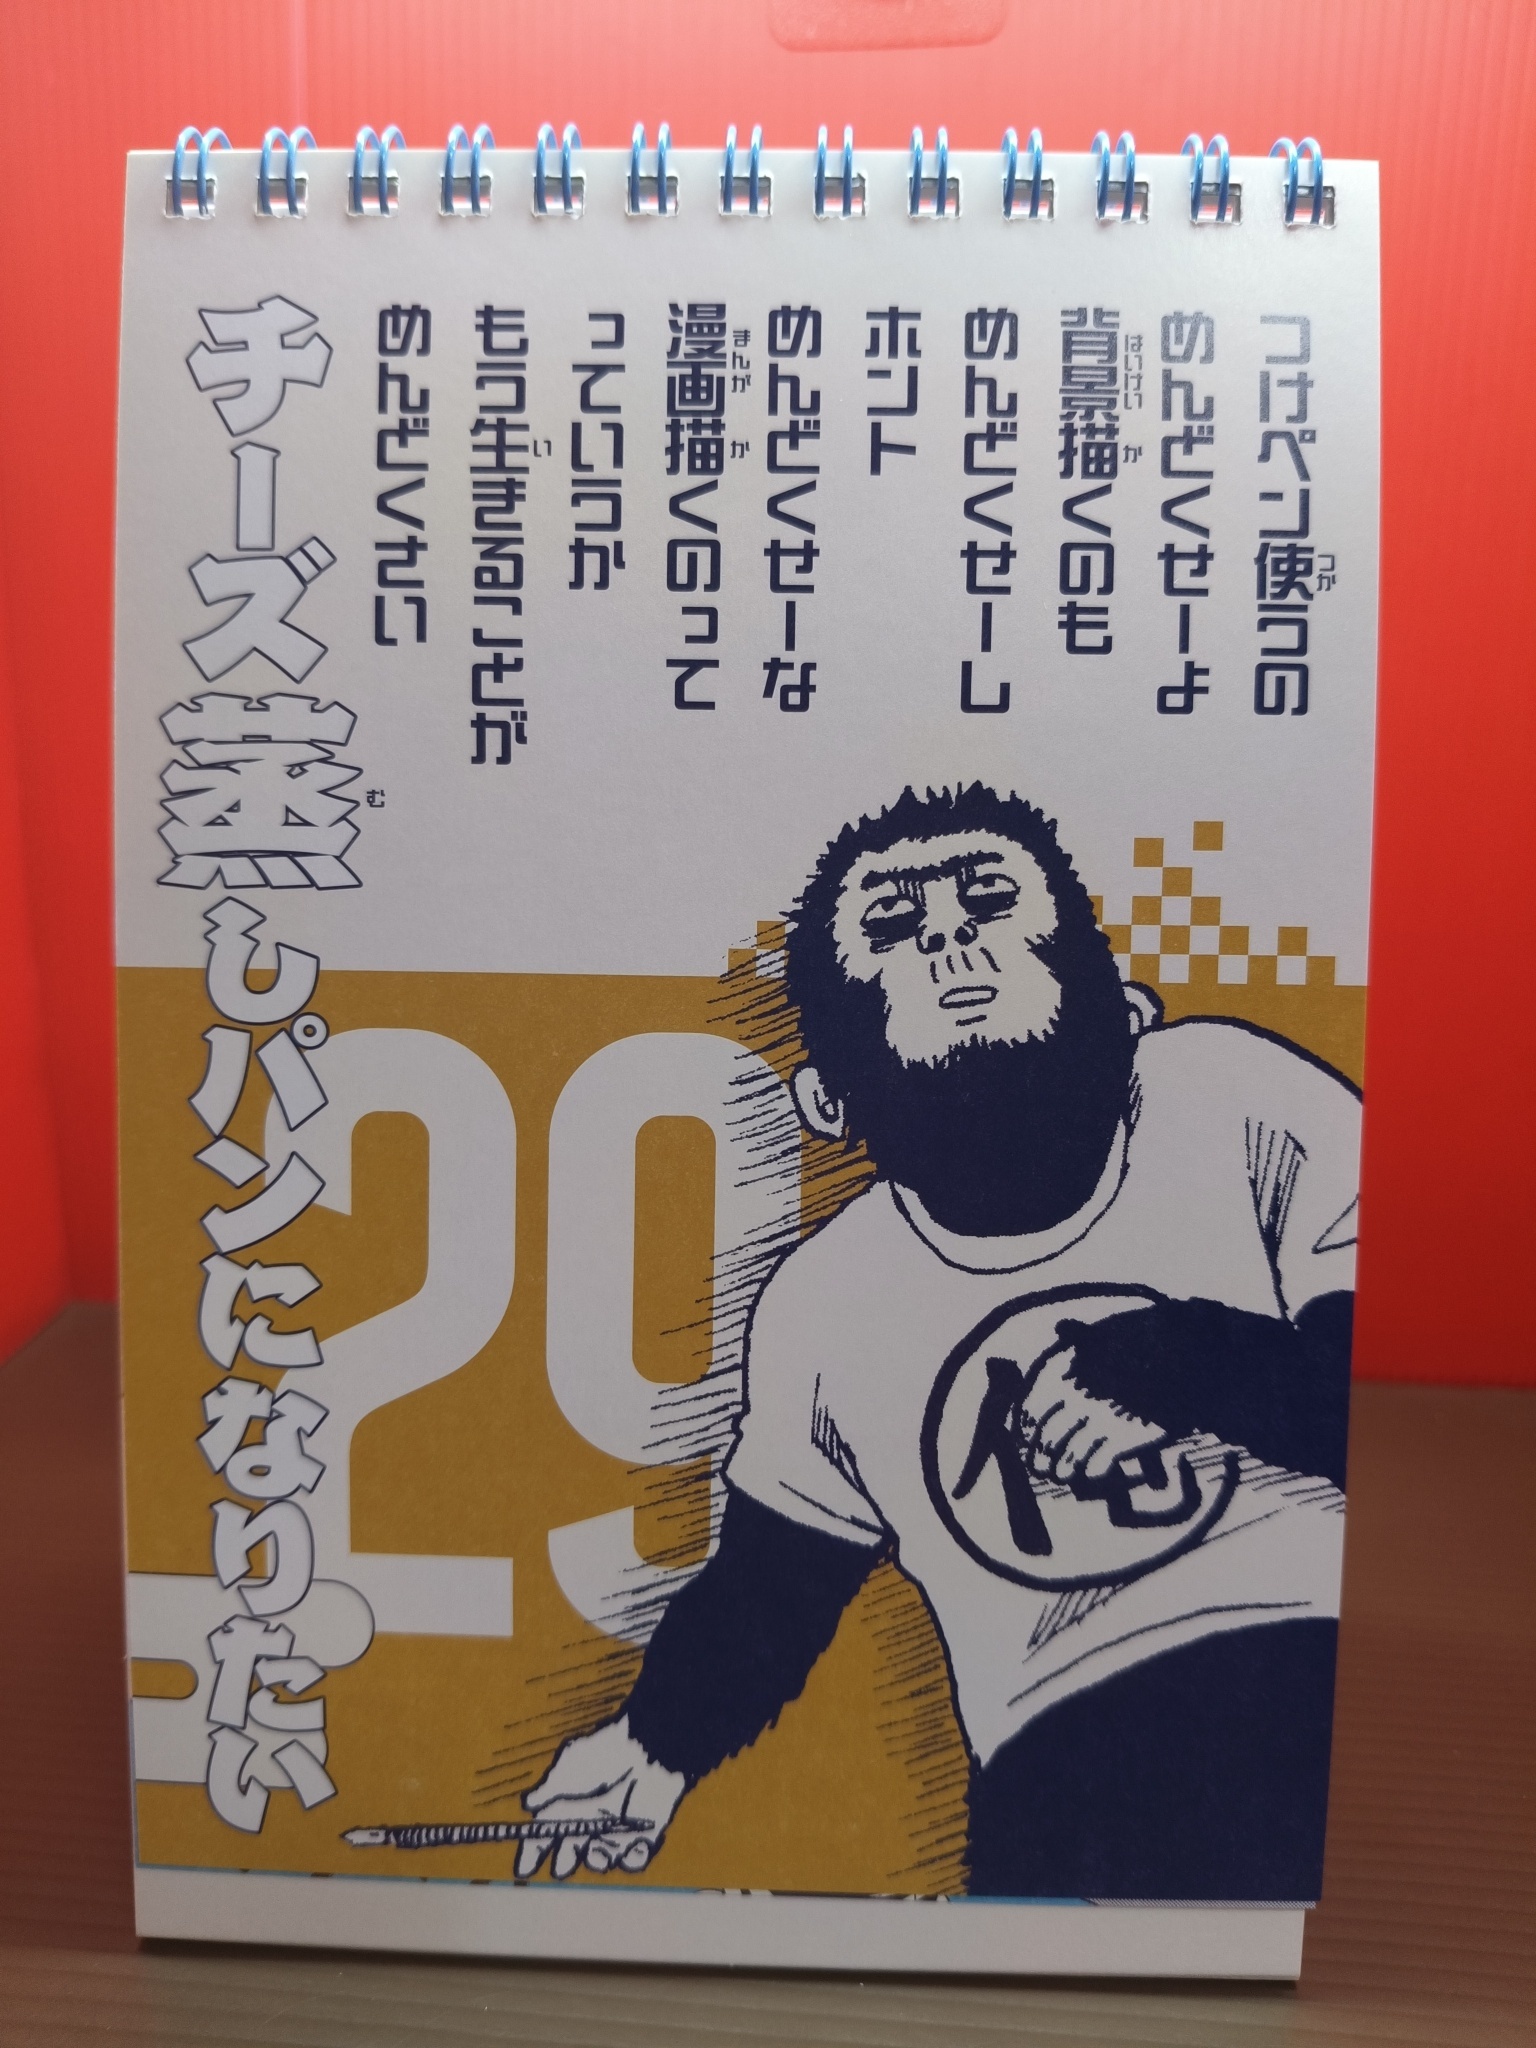 つけペン使うの
めんどくせーよ
背景描くのも
めんどくせーし
ホント
めんどくせーな
漫画描くのって
っていうか
もう生きることが
めんどくさい
チーズ蒸しパンになりたい
29
俺